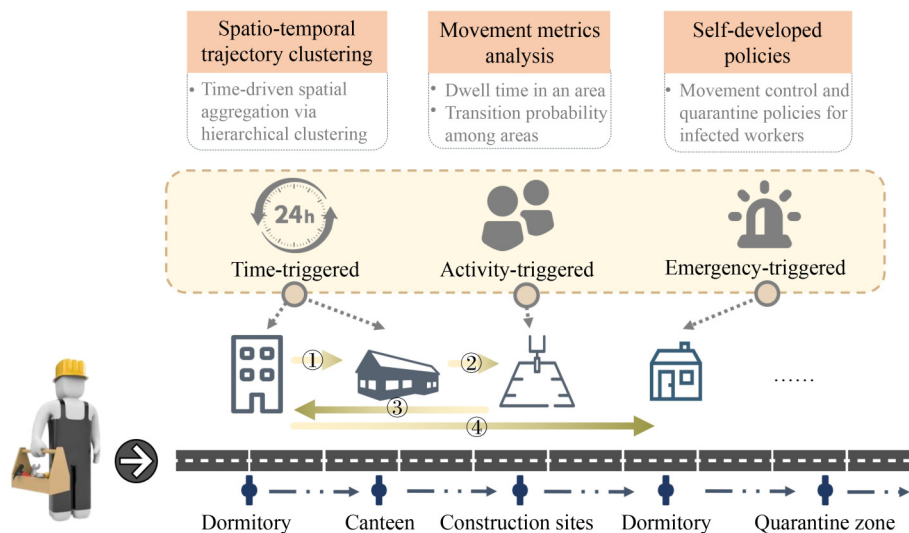 Spatio-temporal
trajectory clustering
• Time-driven spatial
aggregation via
hierarchical clustering
Movement metrics
analysis
• Dwell time in an area
• Transition probability
among areas
Self-developed
policies
• Movement control and
quarantine policies for
infected workers
24h
Time-triggered
Activity-triggered
Emergency-triggered
①
②
③
④
......
Dormitory
Canteen
Construction sites
Dormitory
Quarantine zone